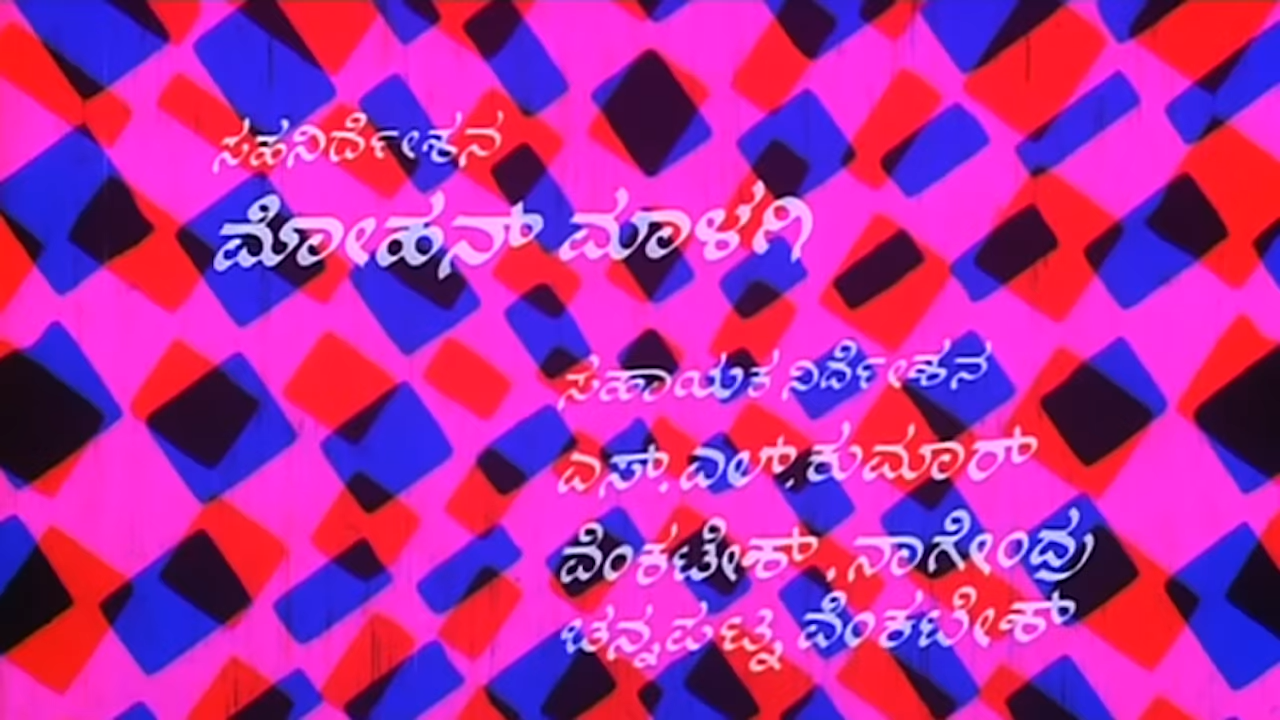 ಸಹನಿರ್ದೇಶನ
ಮೋಹನ್ ಮಾಳಗಿ
ಸಹಾಯಕ ನಿರ್ದೇಶನ
ಎಸ್. ಎಲ್. ಕುಮಾರ್
ವೆಂಕಟೇಶ್, ನಾಗೇಂದ್ರ
ಚನ್ನಪಟ್ನ ವೆಂಕಟೇಶ್